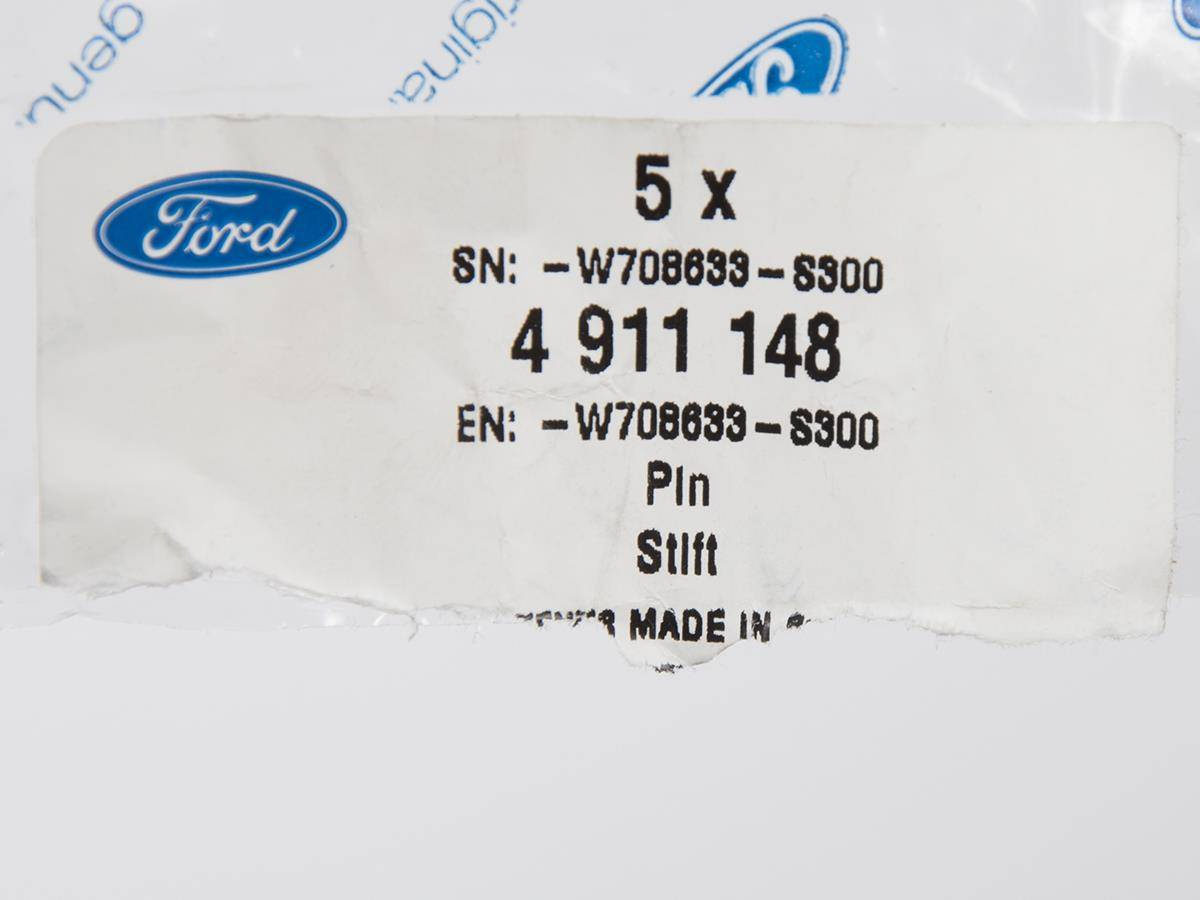 Ford
5 x
SN: -W708633-S300
4 911 148
EN: -W708633-S300
Pin
Stift
MADE IN